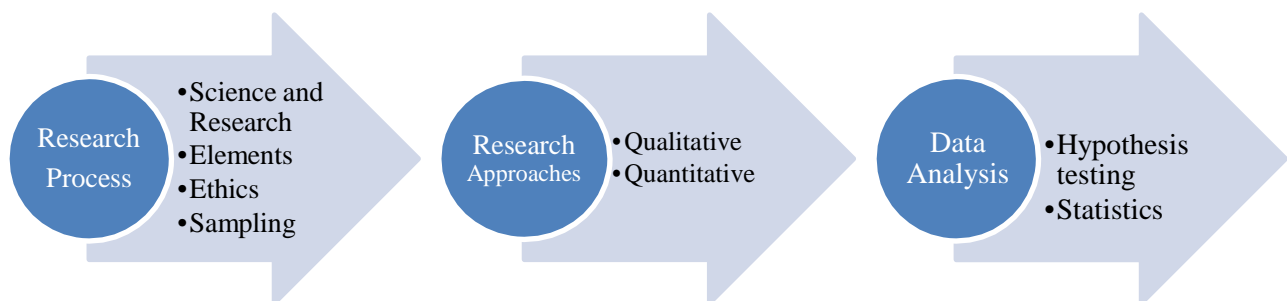 Research
Process
•Science and
Research
•Elements
•Ethics
•Sampling
Research
Approaches
•Qualitative
•Quantitative
Data
Analysis
•Hypothesis
testing
•Statistics